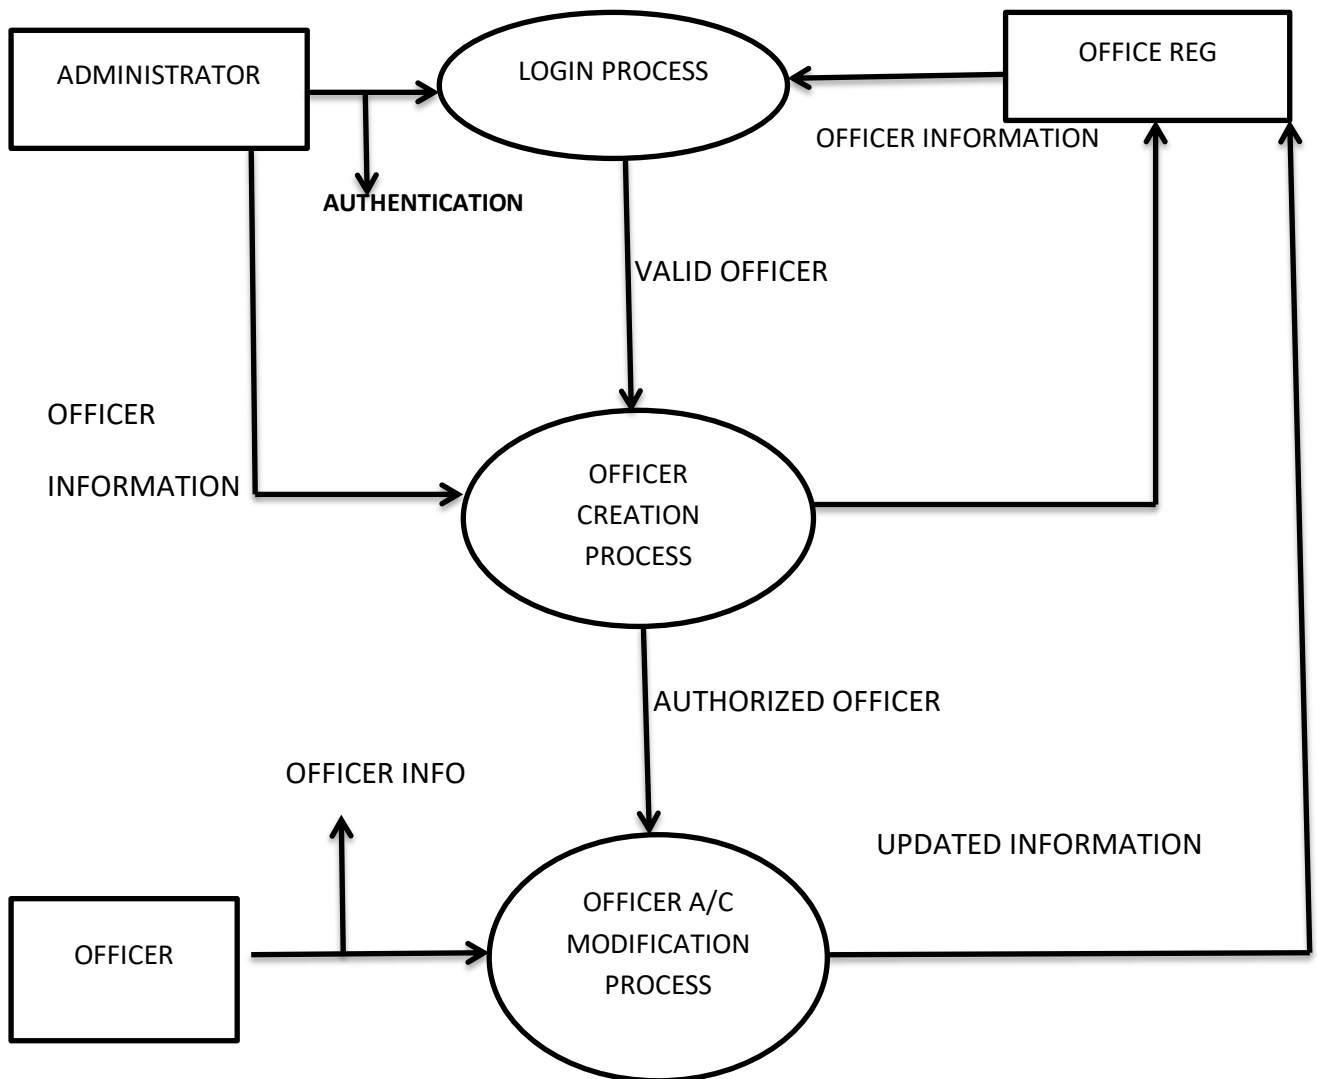 ADMINISTRATOR
LOGIN PROCESS
OFFICE REG
OFFICER INFORMATION
AUTHENTICATION
VALID OFFICER
OFFICER
INFORMATION
OFFICER
CREATION
PROCESS
AUTHORIZED OFFICER
OFFICER INFO
UPDATED INFORMATION
OFFICER
OFFICER A/C
MODIFICATION
PROCESS